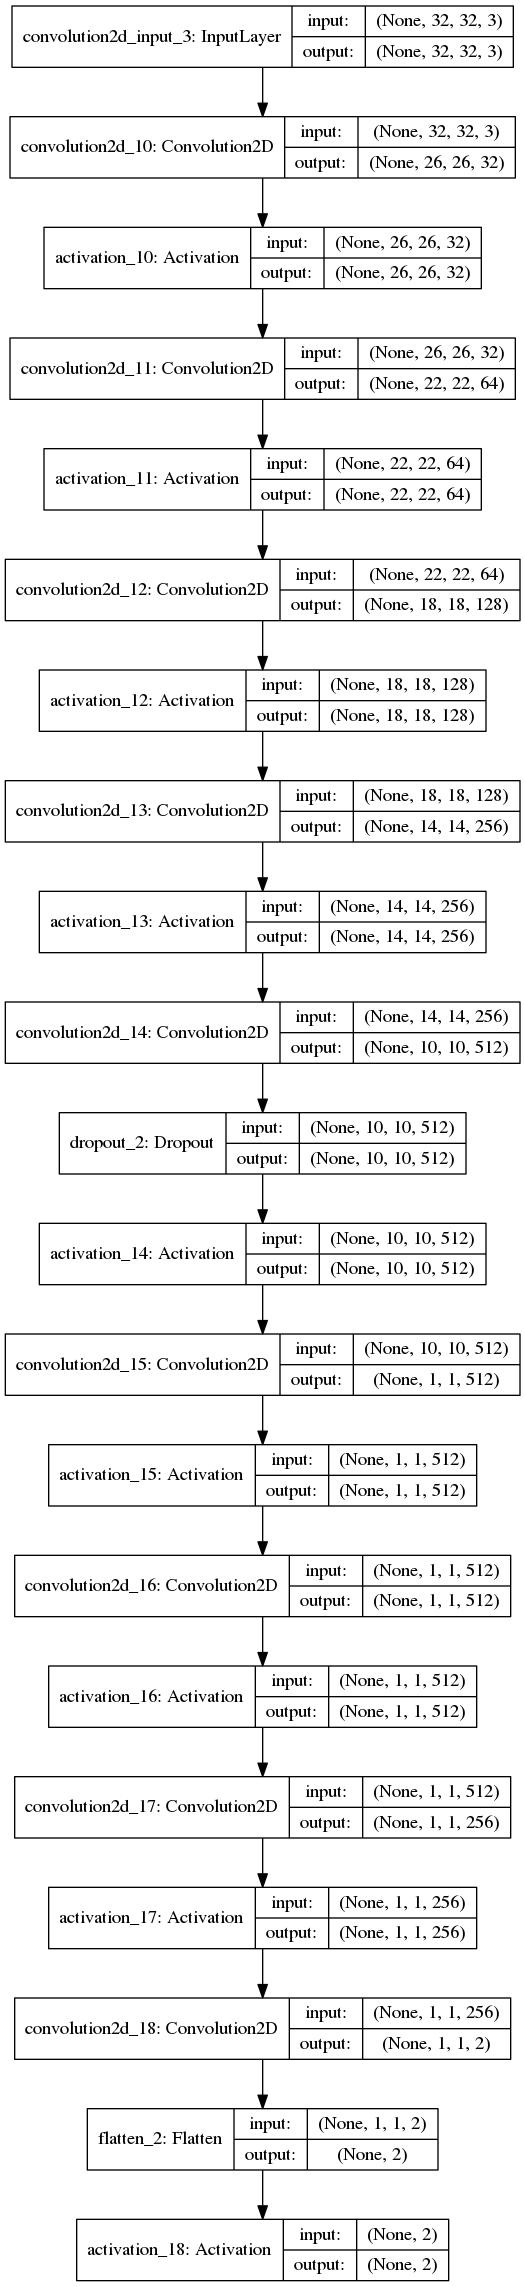 convolution2d_input_3: InputLayer
input: (None, 32, 32, 3)
output: (None, 32, 32, 3)
convolution2d_10: Convolution2D
input: (None, 32, 32, 3)
output: (None, 26, 26, 32)
activation_10: Activation
input: (None, 26, 26, 32)
output: (None, 26, 26, 32)
convolution2d_11: Convolution2D
input: (None, 26, 26, 32)
output: (None, 22, 22, 64)
activation_11: Activation
input: (None, 22, 22, 64)
output: (None, 22, 22, 64)
convolution2d_12: Convolution2D
input: (None, 22, 22, 64)
output: (None, 18, 18, 128)
activation_12: Activation
input: (None, 18, 18, 128)
output: (None, 18, 18, 128)
convolution2d_13: Convolution2D
input: (None, 18, 18, 128)
output: (None, 14, 14, 256)
activation_13: Activation
input: (None, 14, 14, 256)
output: (None, 14, 14, 256)
convolution2d_14: Convolution2D
input: (None, 14, 14, 256)
output: (None, 10, 10, 512)
dropout_2: Dropout
input: (None, 10, 10, 512)
output: (None, 10, 10, 512)
activation_14: Activation
input: (None, 10, 10, 512)
output: (None, 10, 10, 512)
convolution2d_15: Convolution2D
input: (None, 10, 10, 512)
output: (None, 1, 1, 512)
activation_15: Activation
input: (None, 1, 1, 512)
output: (None, 1, 1, 512)
convolution2d_16: Convolution2D
input: (None, 1, 1, 512)
output: (None, 1, 1, 512)
activation_16: Activation
input: (None, 1, 1, 512)
output: (None, 1, 1, 512)
convolution2d_17: Convolution2D
input: (None, 1, 1, 512)
output: (None, 1, 1, 256)
activation_17: Activation
input: (None, 1, 1, 256)
output: (None, 1, 1, 256)
convolution2d_18: Convolution2D
input: (None, 1, 1, 256)
output: (None, 1, 1, 2)
flatten_2: Flatten
input: (None, 1, 1, 2)
output: (None, 2)
activation_18: Activation
input: (None, 2)
output: (None, 2)